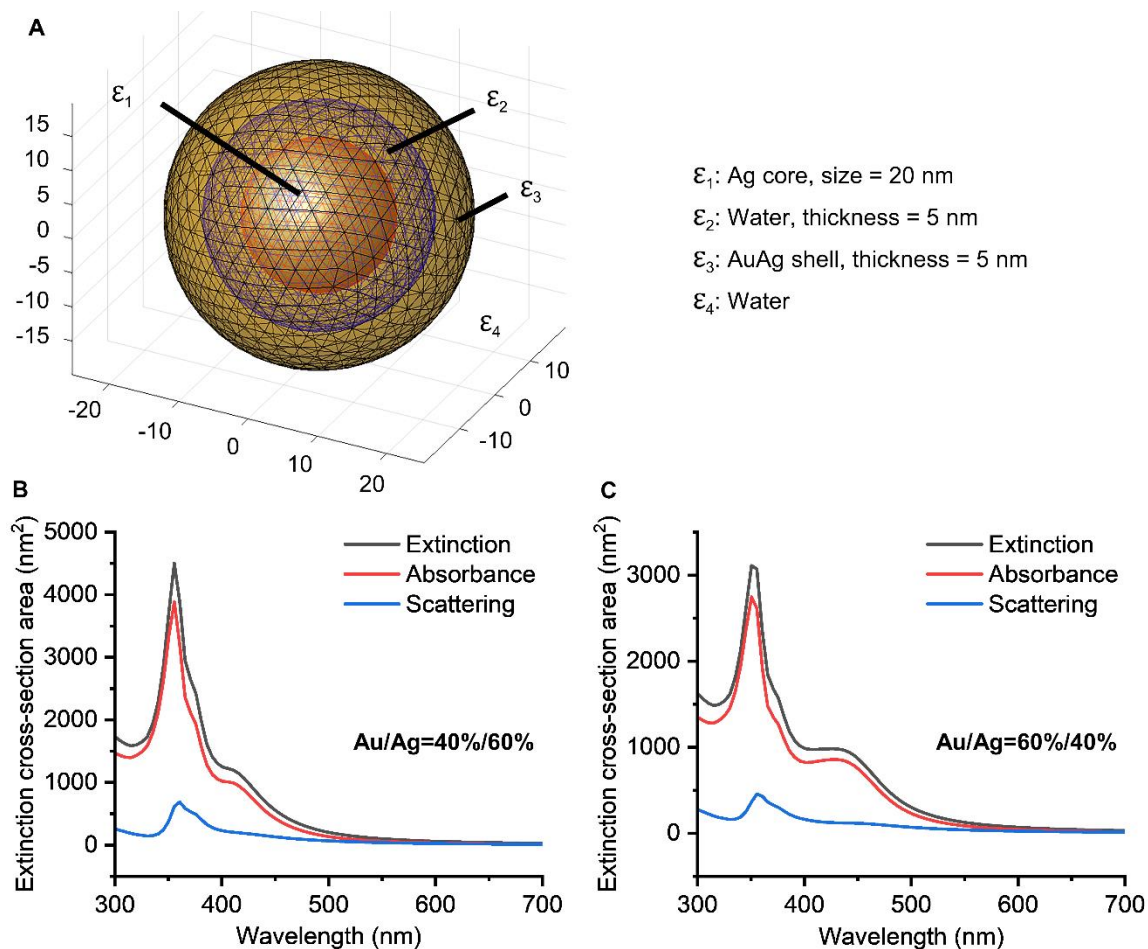 A
ε1
ε2
ε3
ε4
15
10
5
0
-5
-10
-15
-20
-10
0
10
20
-10
0
10
ε1: Ag core, size = 20 nm
ε2: Water, thickness = 5 nm
ε3: AuAg shell, thickness = 5 nm
ε4: Water
B
Extinction cross-section area (nm²)
5000
4000
3000
2000
1000
0
Extinction
Absorbance
Scattering
Au/Ag=40%/60%
300 400 500 600 700
Wavelength (nm)
C
Extinction cross-section area (nm²)
3000
2000
1000
0
Extinction
Absorbance
Scattering
Au/Ag=60%/40%
300 400 500 600 700
Wavelength (nm)